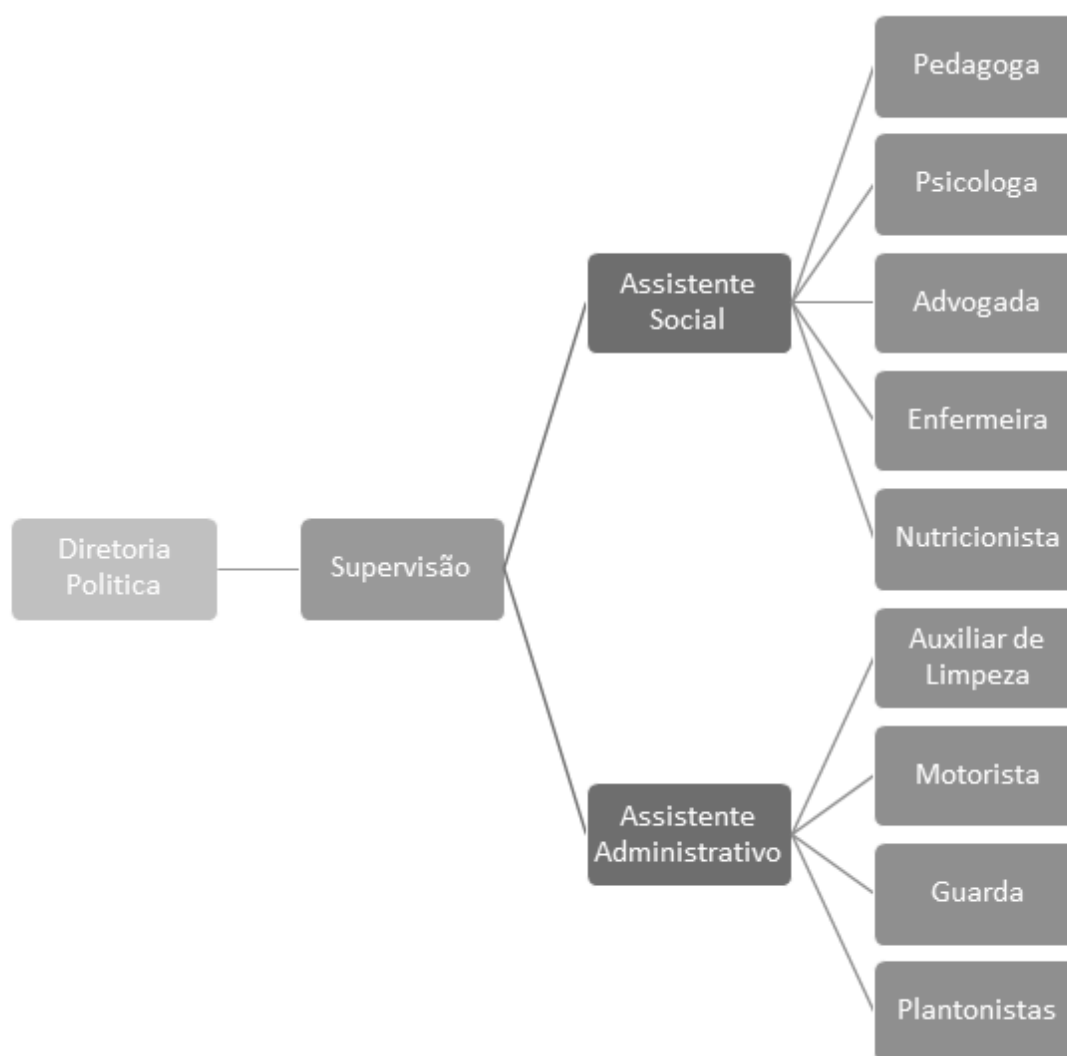 Diretoria
Politica
Supervisão
Assistente
Social
Pedagoga
Psicologa
Advogada
Enfermeira
Nutricionista
Assistente
Administrativo
Auxiliar de
Limpeza
Motorista
Guarda
Plantonistas